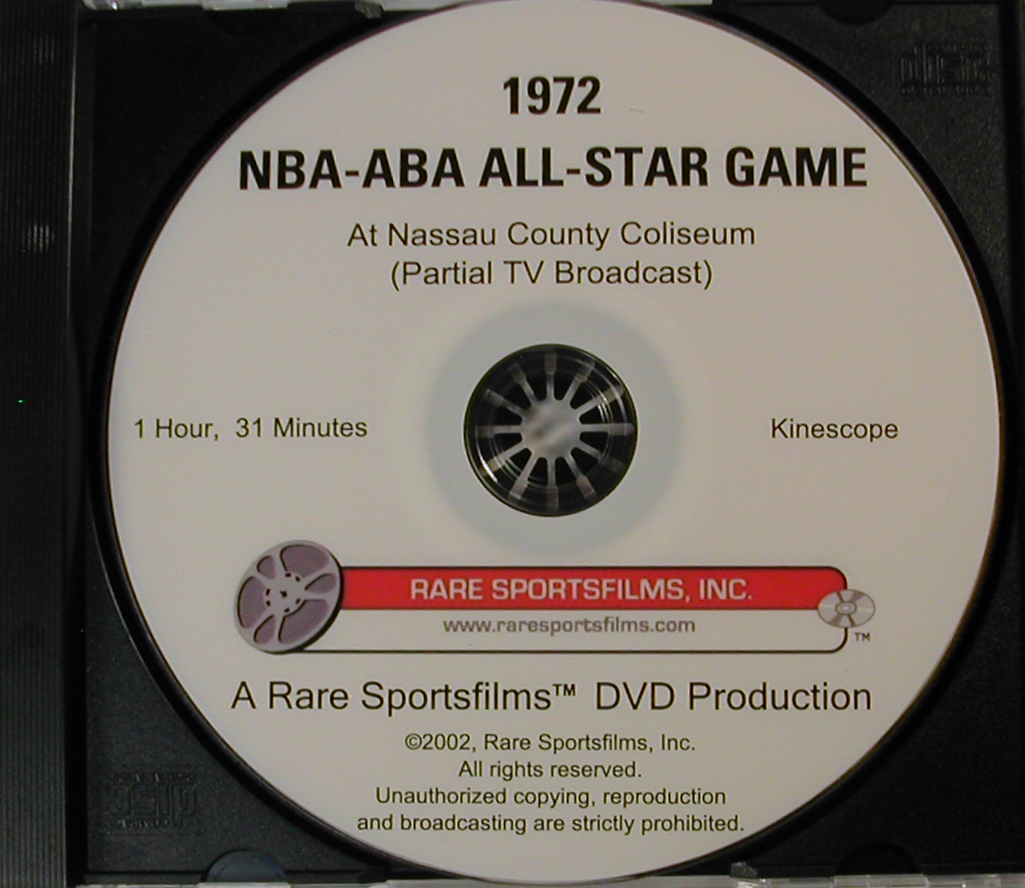 1972
NBA-ABA ALL-STAR GAME
At Nassau County Coliseum
(Partial TV Broadcast)
1 Hour, 31 Minutes
Kinescope
RARE SPORTSFILMS, INC.
www.raresportsfilms.com
TM
A Rare Sportsfilms™ DVD Production
©2002, Rare Sportsfilms, Inc.
All rights reserved.
Unauthorized copying, reproduction
and broadcasting are strictly prohibited.